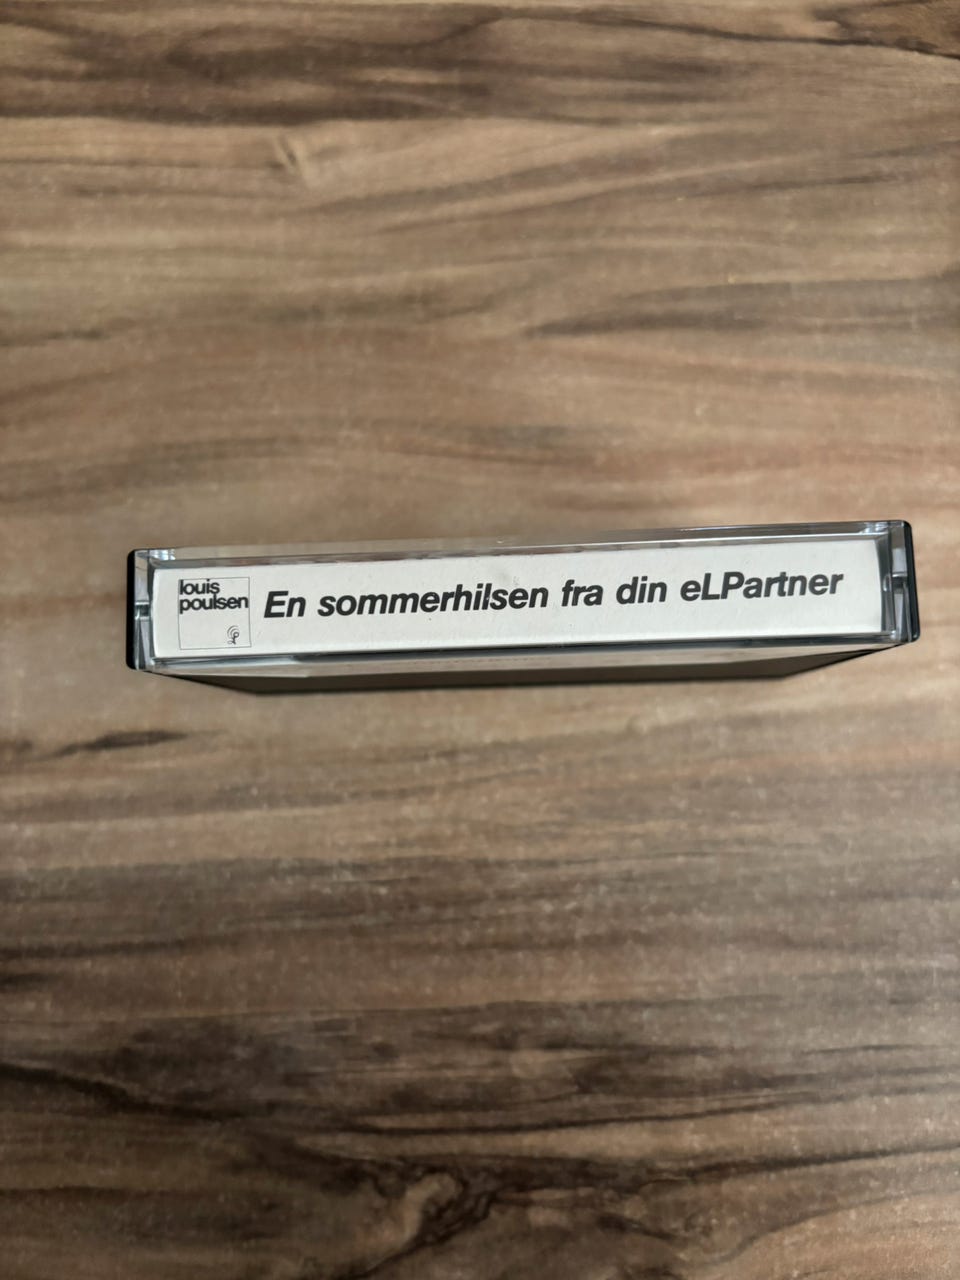 louis
poulsen
En sommerhilsen fra din eLPartner